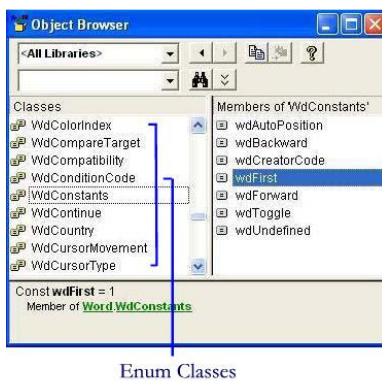 Object Browser
<All Libraries>
Classes
WdColorIndex
WdCompareTarget
WdCompatibility
WdConditionCode
WdConstants
WdContinue
WdCountry
WdCursorMovement
WdCursorType
Members of 'WdConstants'
wdAutoPosition
wdBackward
wdCreatorCode
wdFirst
wdForward
wdToggle
wdUndefined
Const wdFirst = 1
Member of Word.WdConstants
Enum Classes